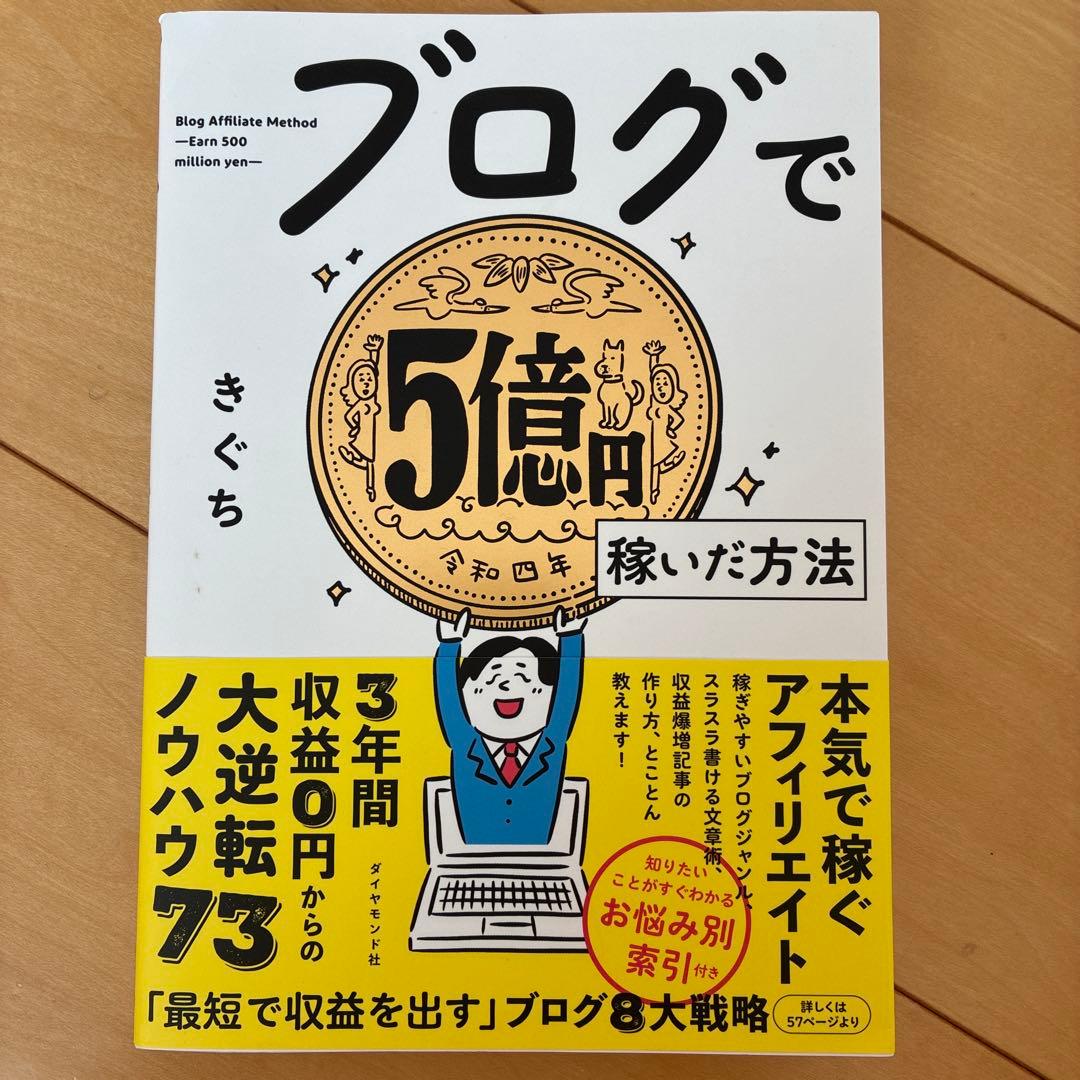 ブログで
Blog Affiliate Method
—Earn 500
million yen—
5億円
令和四年
稼いだ方法
きぐち
本気で稼ぐ
アフィリエイト
稼ぎやすいブログジャンル、
スラスラ書ける文章術、
収益爆増記事の
作り方、とことん
教えます!
3年間
収益0円からの
大逆転
ノウハウ73
ダイヤモンド社
知りたい
ことがすぐわかる
お悩み別
索引付き
「最短で収益を出す」ブログ8大戦略
詳しくは
57ページより